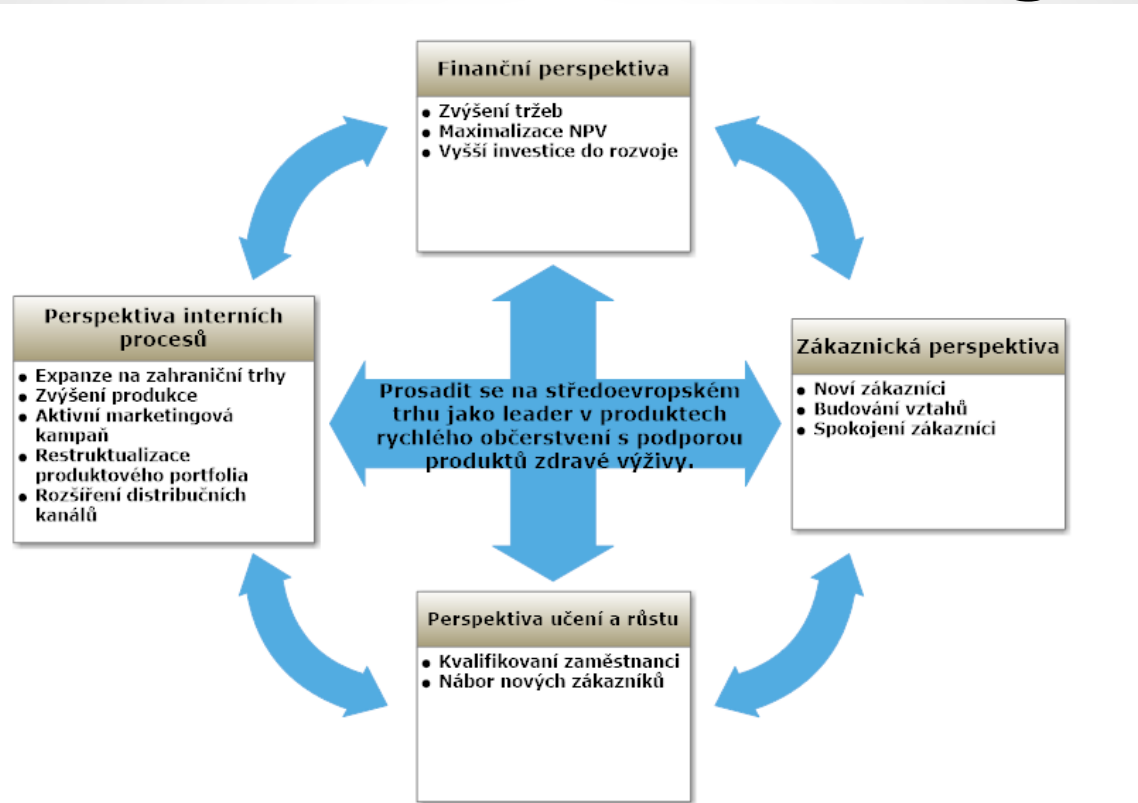 Finanční perspektiva
• Zvýšení tržeb
• Maximalizace NPV
• Vyšší investice do rozvoje
Perspektiva interních
procesů
• Expanze na zahraniční trhy
• Zvýšení produkce
• Aktivní marketingová
kampaň
• Restruktualizace
produktového portfolia
• Rozšíření distribučních
kanálů
Prosadit se na středoevropském
trhu jako leader v produktech
rychlého občerstvení s podporou
produktů zdravé výživy.
Zákaznická perspektiva
• Noví zákazníci
• Budování vztahů
• Spokojení zákazníci
Perspektiva učení a růstu
• Kvalifikovaní zaměstnanci
• Nábor nových zákazníků